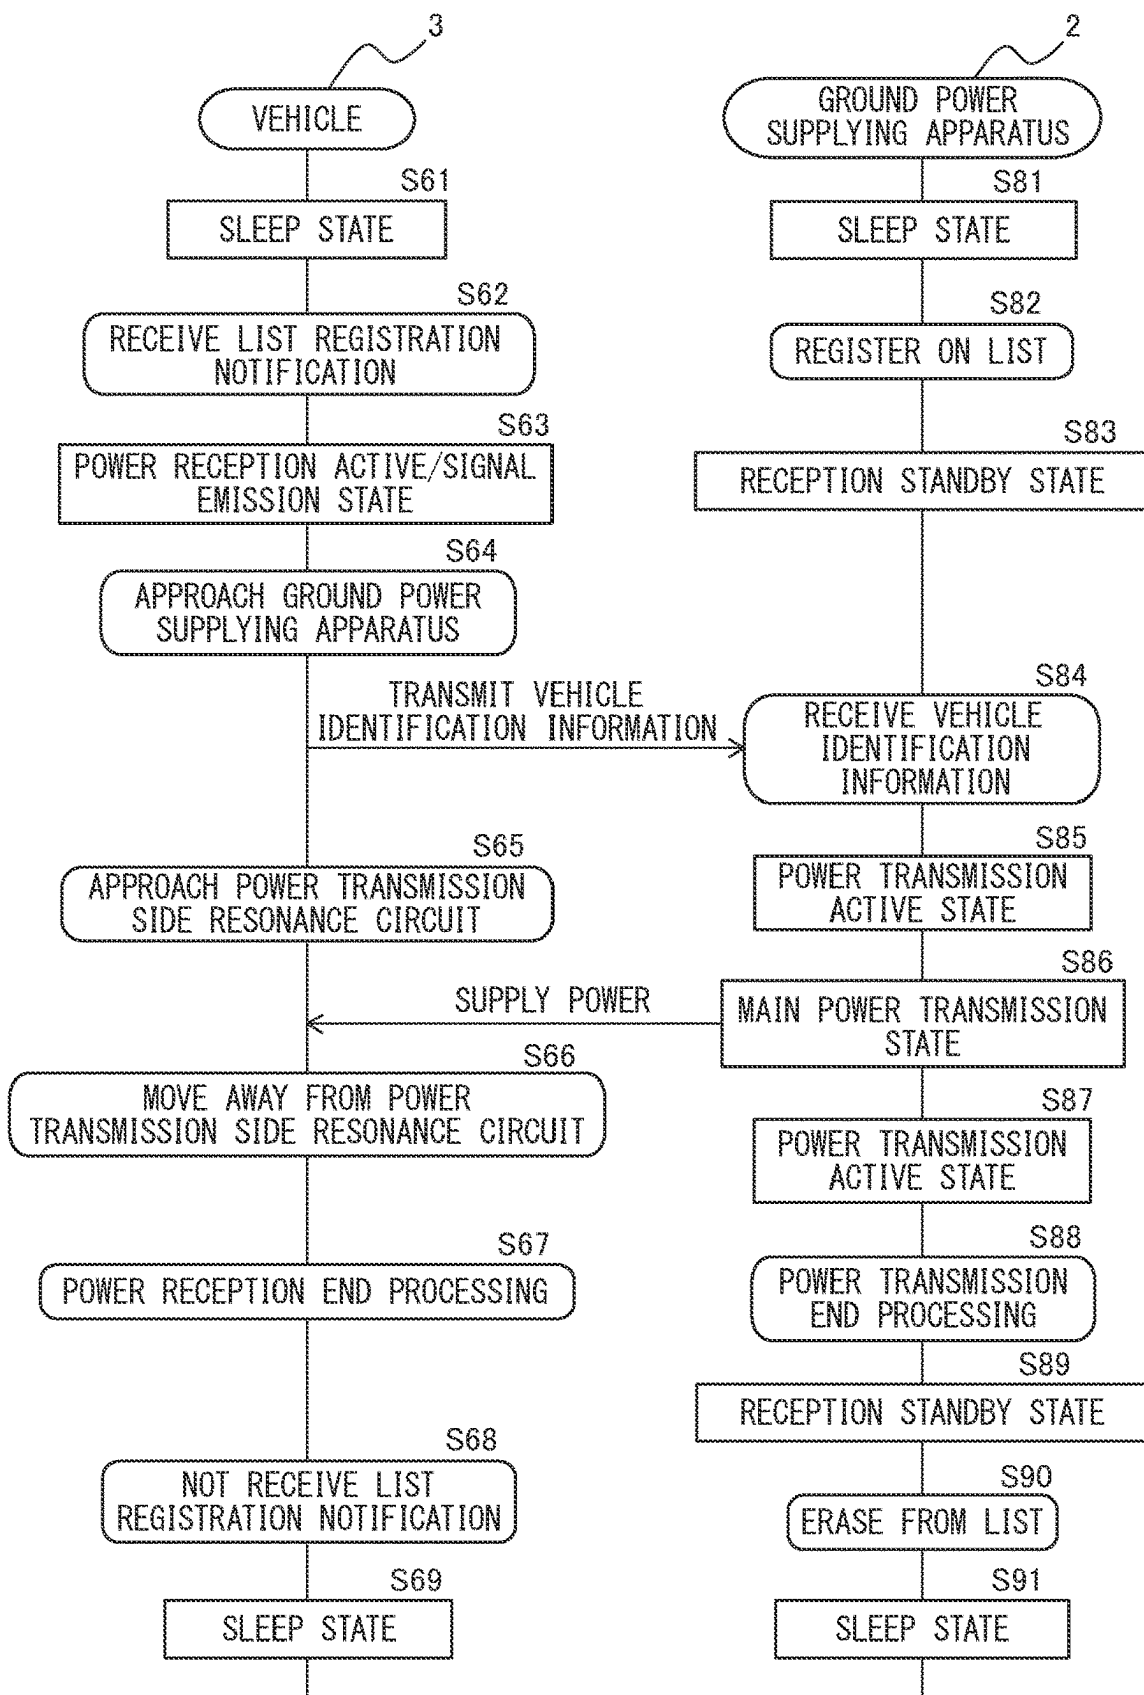 3
VEHICLE
S61
SLEEP STATE
S62
RECEIVE LIST REGISTRATION
NOTIFICATION
S63
POWER RECEPTION ACTIVE/SIGNAL
EMISSION STATE
S64
APPROACH GROUND POWER
SUPPLYING APPARATUS
TRANSMIT VEHICLE
IDENTIFICATION INFORMATION
S65
APPROACH POWER TRANSMISSION
SIDE RESONANCE CIRCUIT
SUPPLY POWER
S66
MOVE AWAY FROM POWER
TRANSMISSION SIDE RESONANCE CIRCUIT
S67
POWER RECEPTION END PROCESSING
S68
NOT RECEIVE LIST
REGISTRATION NOTIFICATION
S69
SLEEP STATE
2
GROUND POWER
SUPPLYING APPARATUS
S81
SLEEP STATE
S82
REGISTER ON LIST
S83
RECEPTION STANDBY STATE
S84
RECEIVE VEHICLE
IDENTIFICATION
INFORMATION
S85
POWER TRANSMISSION
ACTIVE STATE
S86
MAIN POWER TRANSMISSION
STATE
S87
POWER TRANSMISSION
ACTIVE STATE
S88
POWER TRANSMISSION
END PROCESSING
S89
RECEPTION STANDBY STATE
S90
ERASE FROM LIST
S91
SLEEP STATE